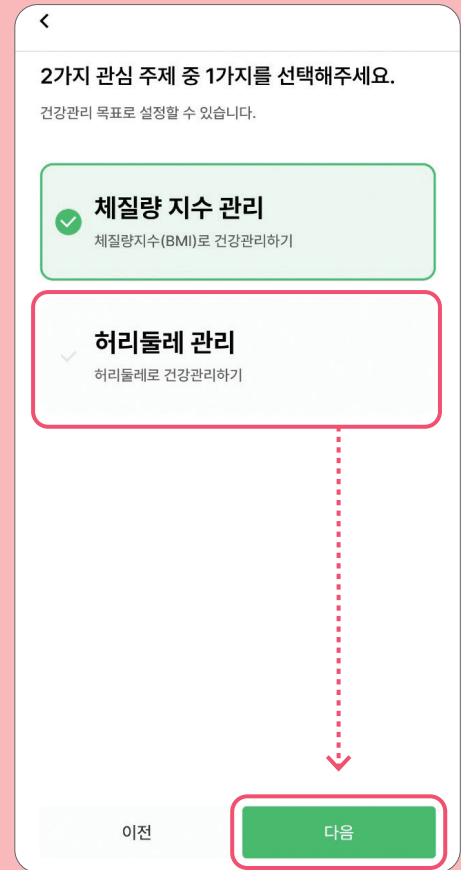 2가지 관심 주제 중 1가지를 선택해주세요.
건강관리 목표로 설정할 수 있습니다.
체질량 지수 관리
체질량지수(BMI)로 건강관리하기
허리둘레 관리
허리둘레로 건강관리하기
이전 다음